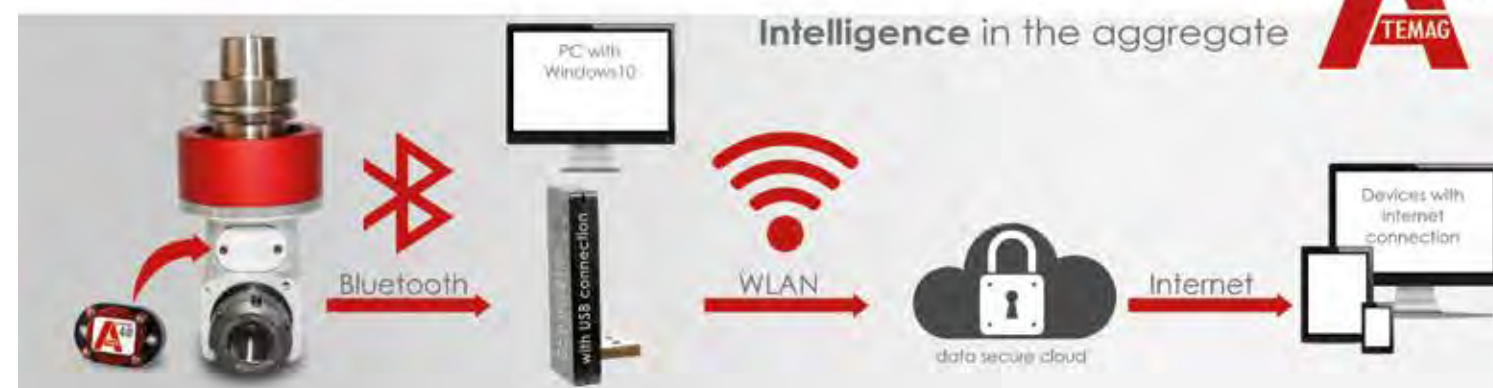 Intelligence in the aggregate
TEMAG
PC with
Windows10
Devices with
internet
connection
with USB connection
Bluetooth
WLAN
Internet
A
40
data secure cloud